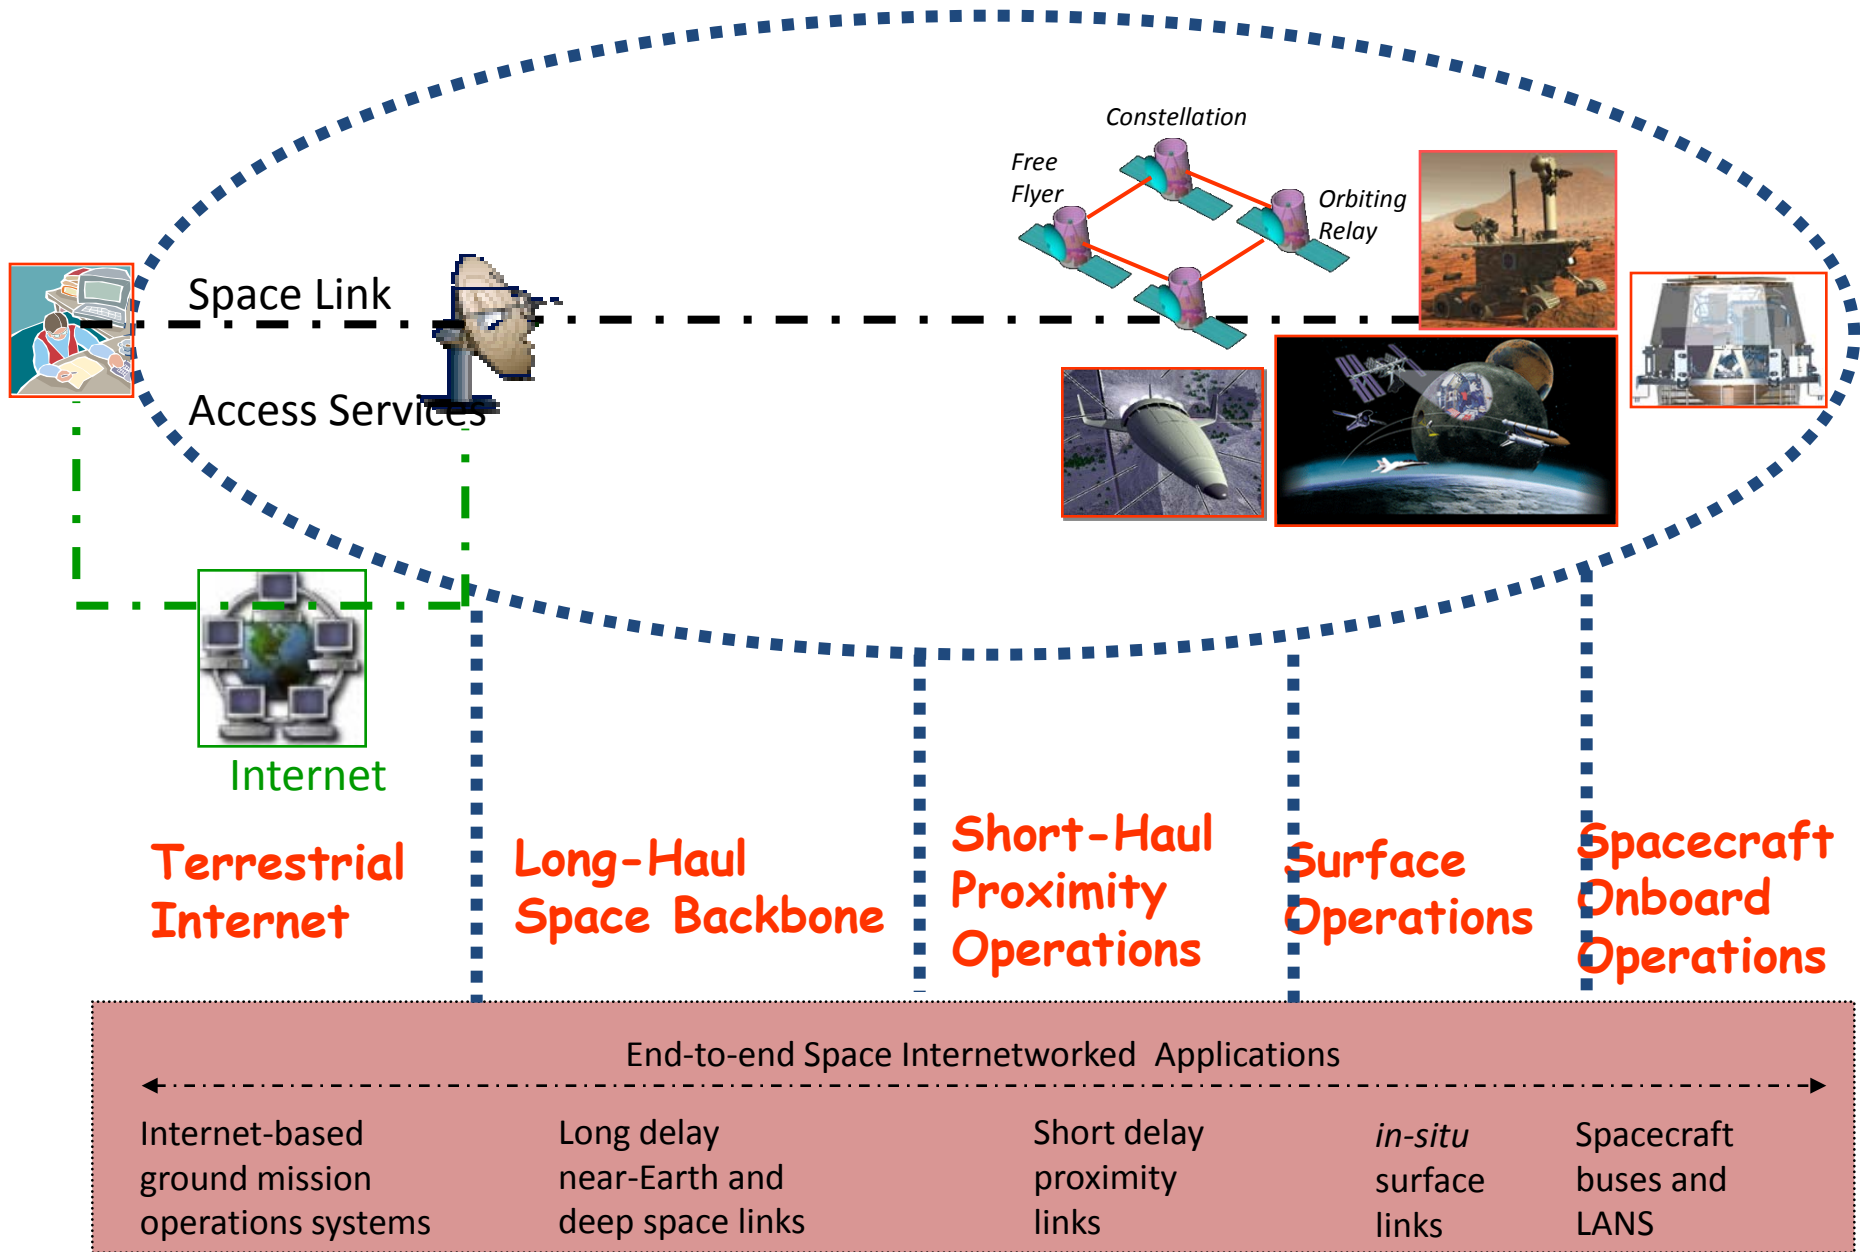 Constellation
Free
Flyer
Orbiting
Relay
Space Link
Access Services
Internet
Terrestrial
Internet
Long-Haul
Space Backbone
Short-Haul
Proximity
Operations
Surface
Operations
Spacecraft
Onboard
Operations
End-to-end Space Internetworked Applications
Internet-based
ground mission
operations systems
Long delay
near-Earth and
deep space links
Short delay
proximity
links
in-situ
surface
links
Spacecraft
buses and
LANS